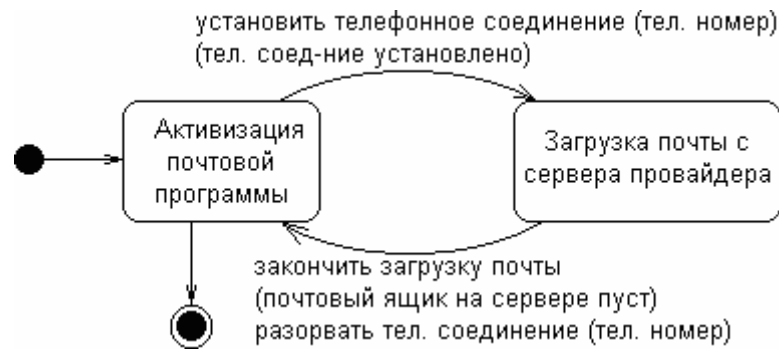 установить телефонное соединение (тел. номер)
(тел. соед-ние установлено)
Активизация
почтовой
программы
Загрузка почты с
сервера провайдера
закончить загрузку почты
(почтовый ящик на сервере пуст)
разорвать тел. соединение (тел. номер)